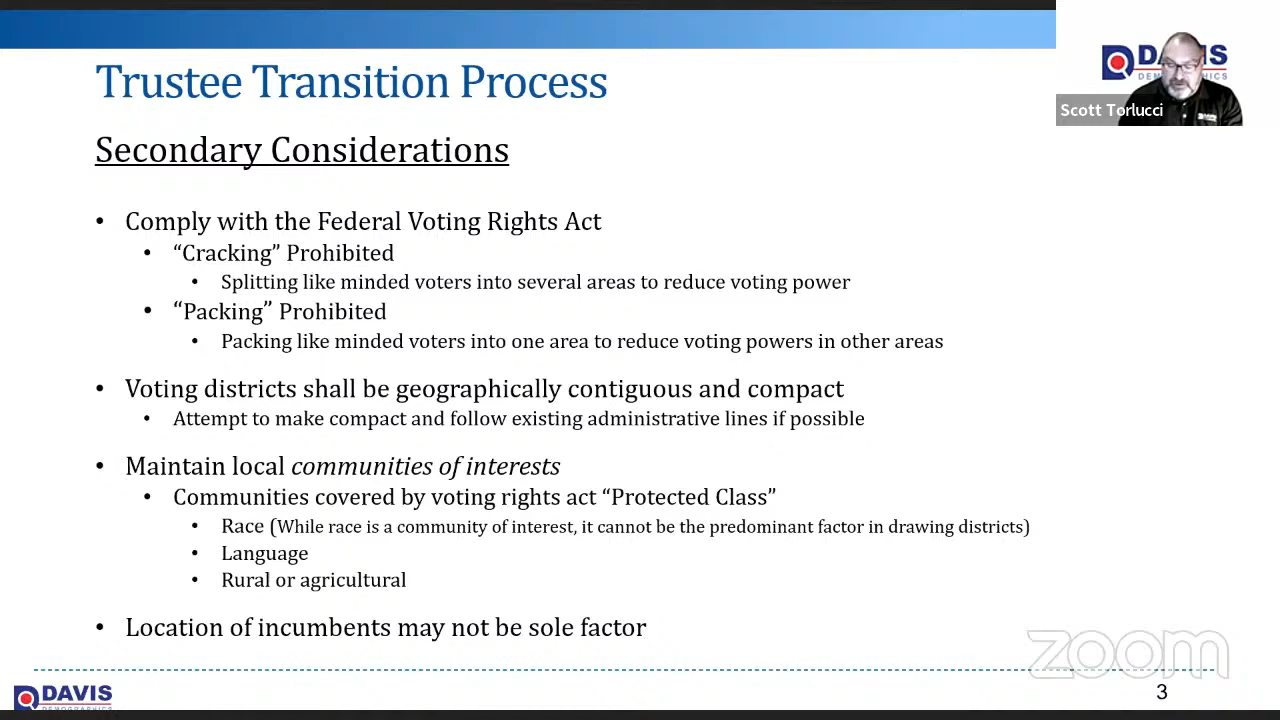 Trustee Transition Process
DAVIS
DEMOGRAPHICS
Scott Torlucci
Secondary Considerations
• Comply with the Federal Voting Rights Act
• “Cracking” Prohibited
• Splitting like minded voters into several areas to reduce voting power
• “Packing” Prohibited
• Packing like minded voters into one area to reduce voting powers in other areas
• Voting districts shall be geographically contiguous and compact
• Attempt to make compact and follow existing administrative lines if possible
• Maintain local communities of interests
• Communities covered by voting rights act “Protected Class”
• Race (While race is a community of interest, it cannot be the predominant factor in drawing districts)
• Language
• Rural or agricultural
• Location of incumbents may not be sole factor
zoom
DAVIS
DEMOGRAPHICS
3